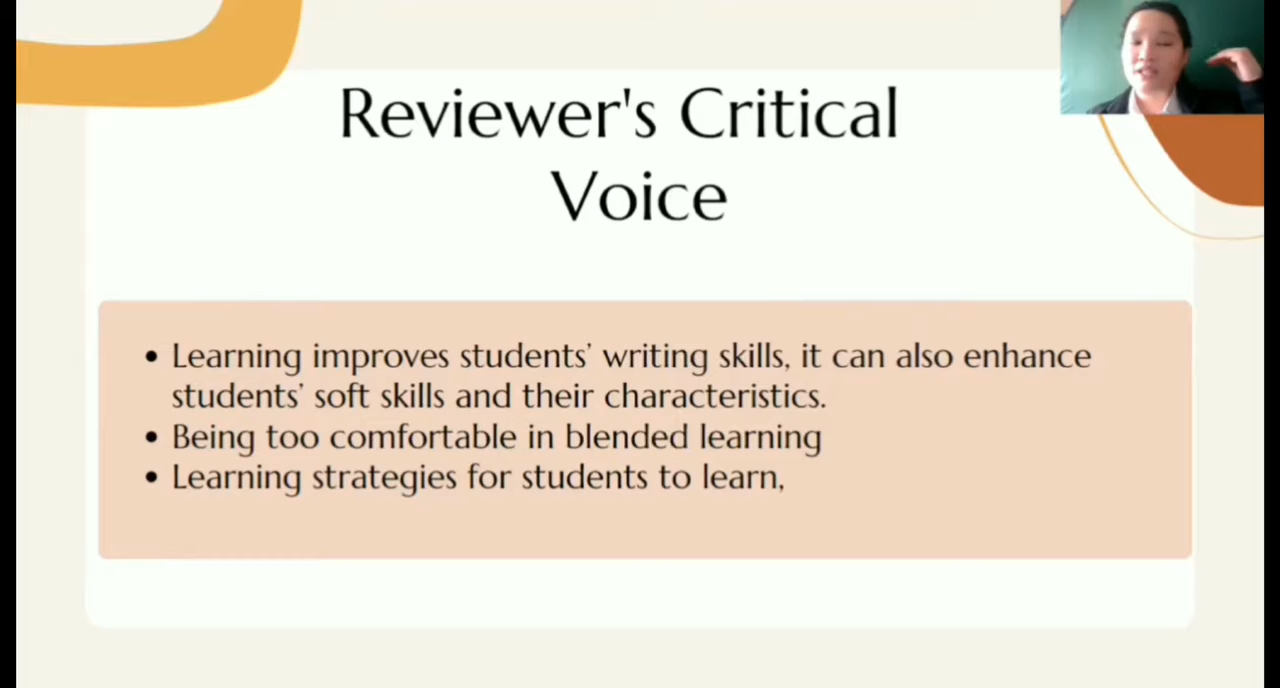 Reviewer's Critical
Voice
• Learning improves students’ writing skills, it can also enhance
students’ soft skills and their characteristics.
• Being too comfortable in blended learning
• Learning strategies for students to learn,